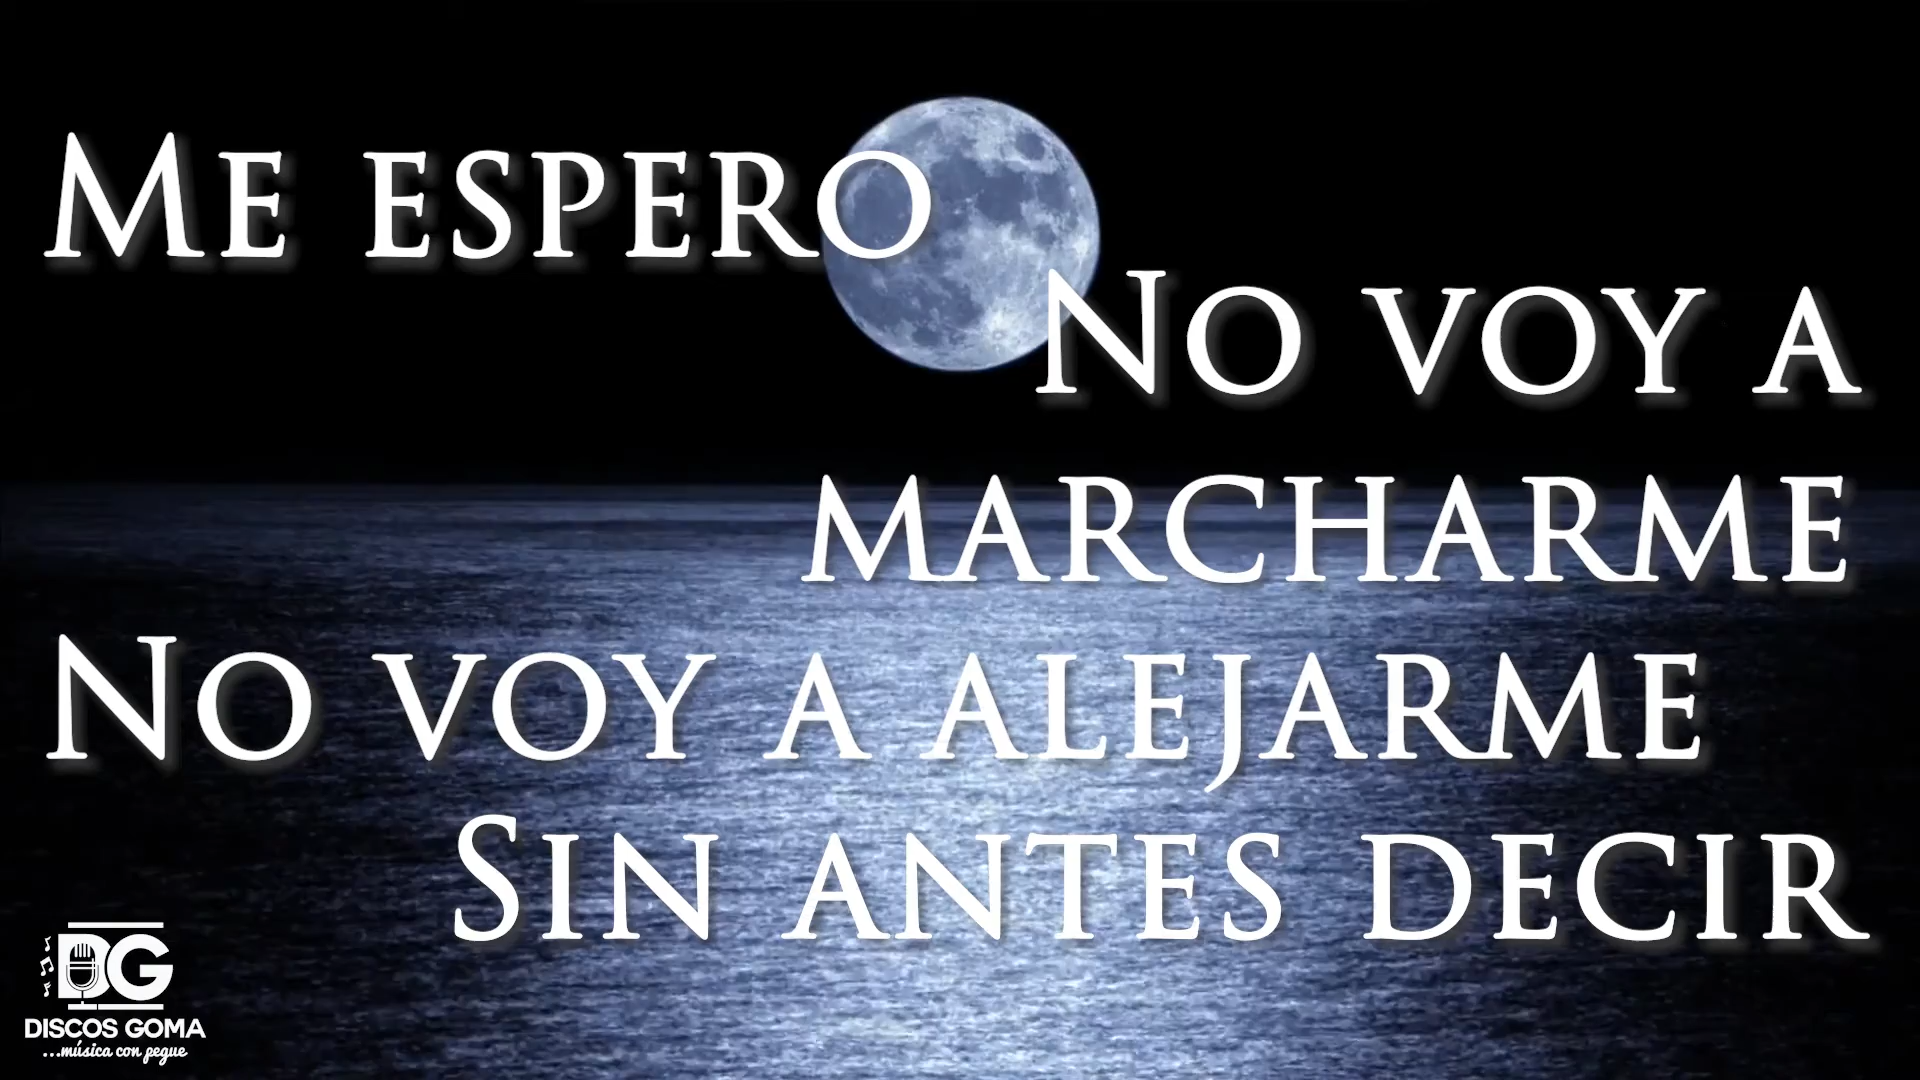 Me espero
No voy a
marcharme
No voy a alejarme
Sin antes decir
DG
DISCOS GOMA
...música con pegue